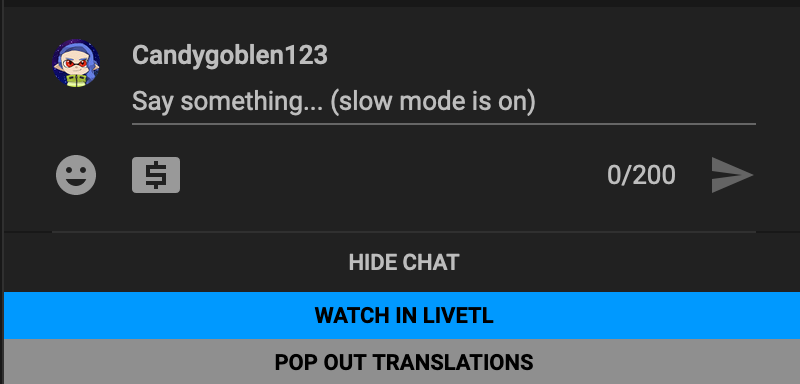 Candygoblen123
Say something... (slow mode is on)
0/200
HIDE CHAT
WATCH IN LIVETL
POP OUT TRANSLATIONS